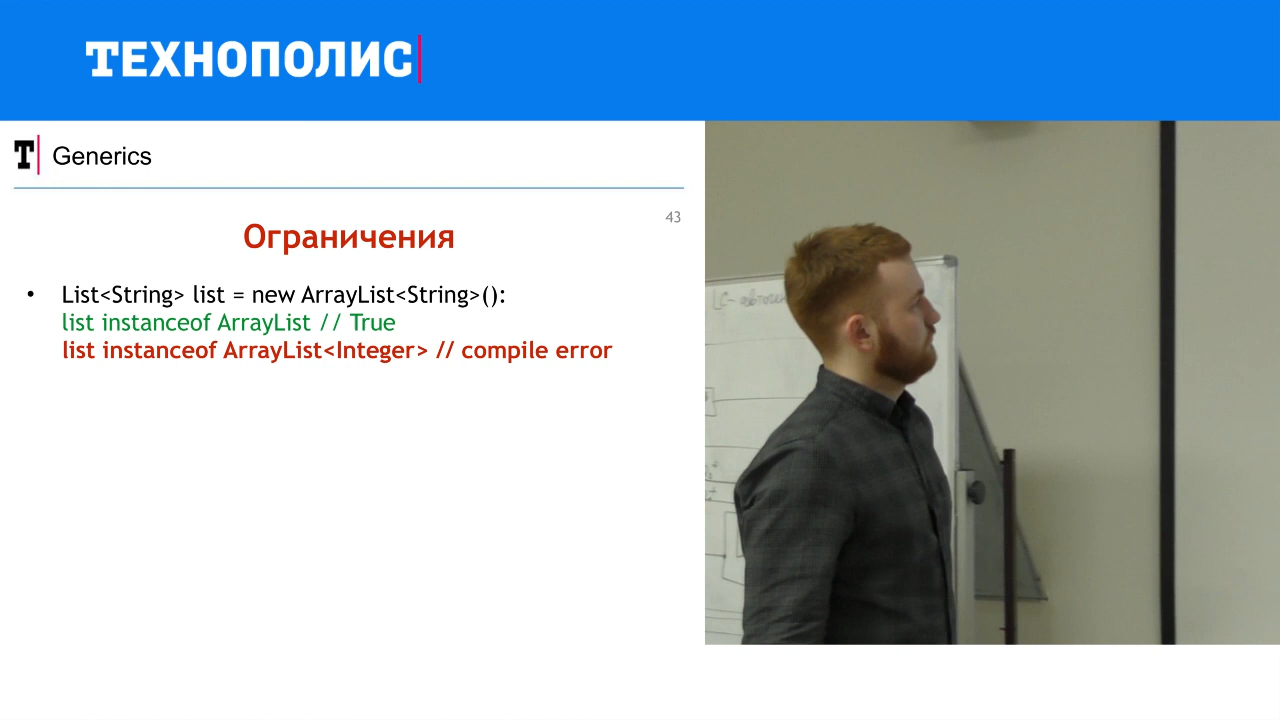 ТЕХНОПОЛИС
T Generics
43
Ограничения
• List<String> list = new ArrayList<String>():
list instanceof ArrayList // True
list instanceof ArrayList<Integer> // compile error